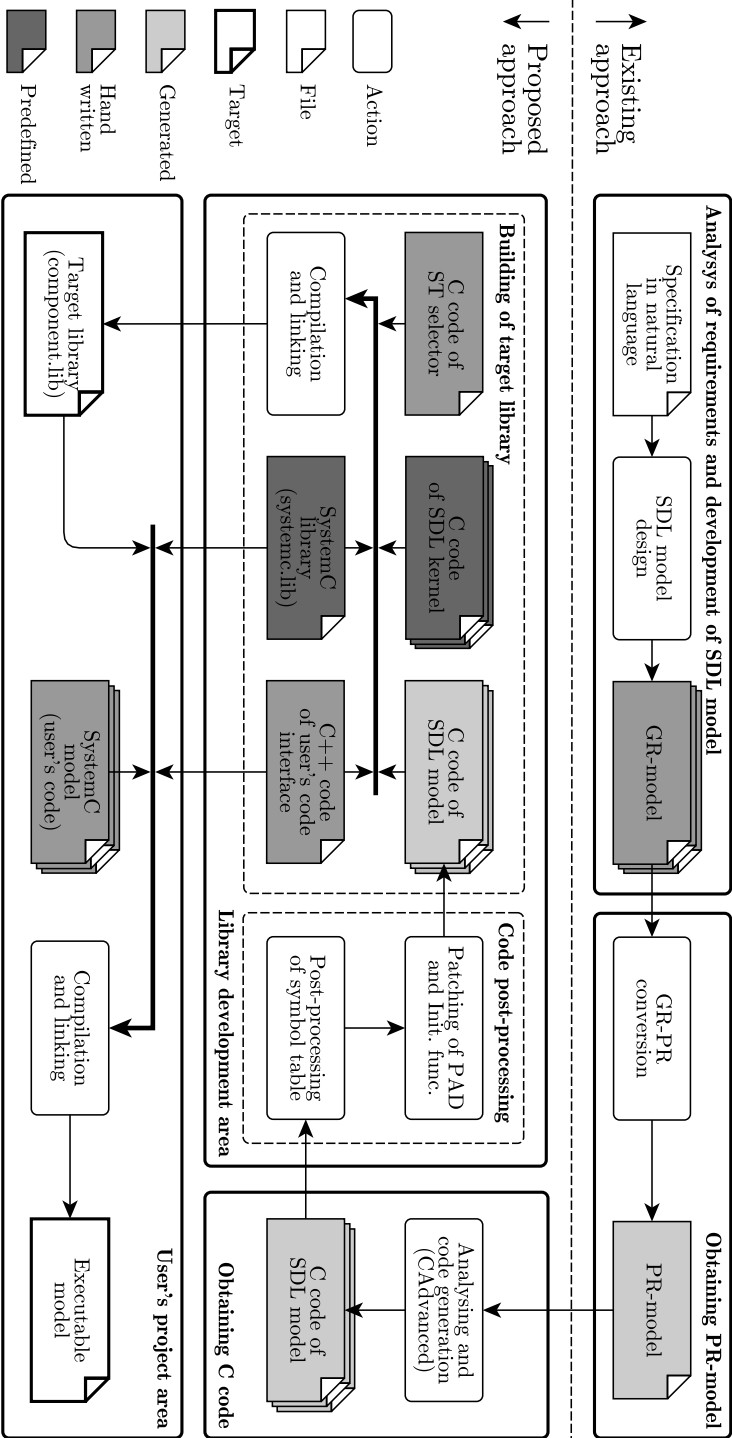 Existing
approach
Proposed
approach
Action
File
Target
Generated
Hand
written
Predefined
Analysys of requirements and development of SDL model
Specification
in natural
language
SDL model
design
GR-model
Obtaining PR-model
GR-PR
conversion
PR-model
Building of target library
C code of
ST selector
C code
of SDL kernel
C code of
SDL model
Compilation
and linking
SystemC
library
(systemc.lib)
C++ code
of user's code
interface
Code post-processing
Patching of PAD
and Init. func.
Post-processing
of symbol table
Library development area
Analysing and
code generation
(CAdvanced)
C code of
SDL model
Obtaining C code
Target library
(component.lib)
SystemC
model
(user's code)
Compilation
and linking
Executable
model
User's project area